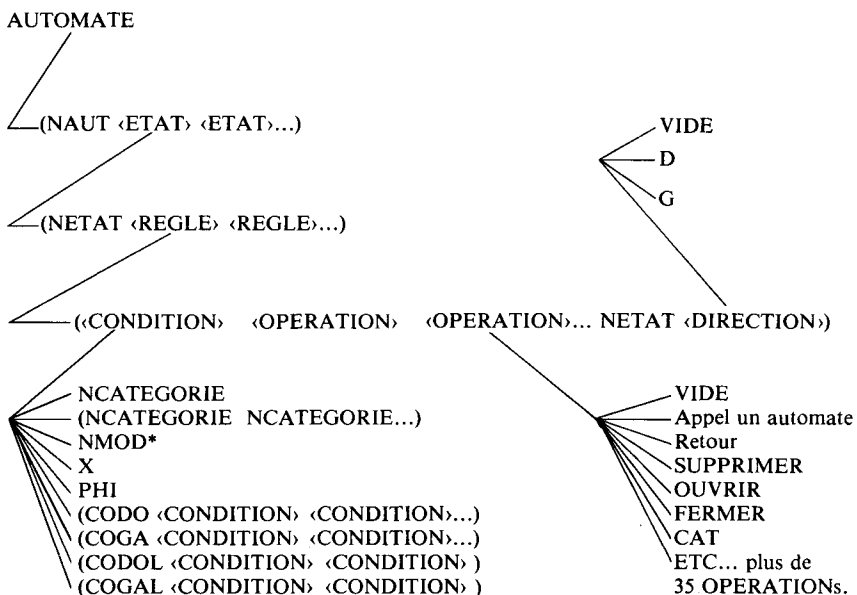 AUTOMATE
(NAUT ‹ETAT› ‹ETAT›...)
VIDE
D
G
(NETAT ‹REGLE› ‹REGLE›...)
(‹CONDITION› ‹OPERATION› ‹OPERATION›... NETAT ‹DIRECTION›)
NCATEGORIE
(NCATEGORIE NCATEGORIE...)
NMOD*
X
PHI
(CODO ‹CONDITION› ‹CONDITION›...)
(COGA ‹CONDITION› ‹CONDITION›...)
(CODOL ‹CONDITION› ‹CONDITION› )
(COGAL ‹CONDITION› ‹CONDITION› )
VIDE
Appel un automate
Retour
SUPPRIMER
OUVRIR
FERMER
CAT
ETC... plus de
35 OPERATIONs.